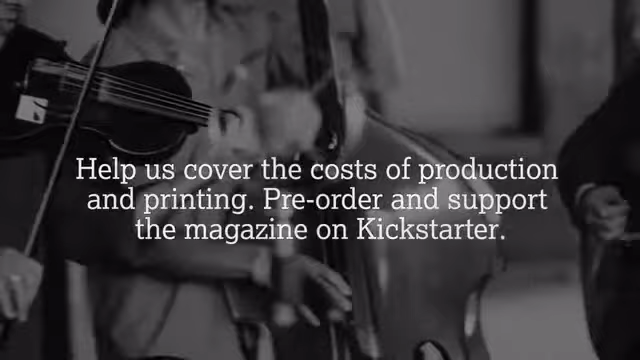 Help us cover the costs of production
and printing. Pre-order and support
the magazine on Kickstarter.